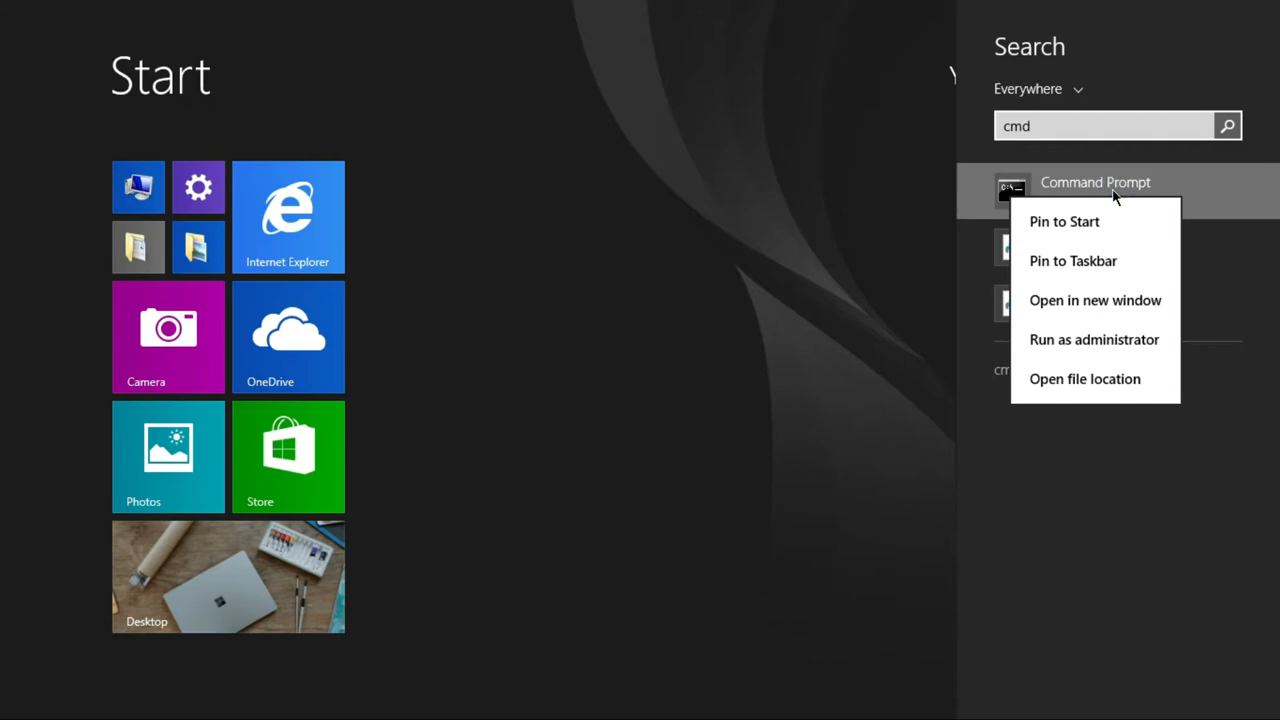 Start
Internet Explorer
Camera
OneDrive
Photos
Store
Desktop
Search
Everywhere
cmd
Command Prompt
Pin to Start
Pin to Taskbar
Open in new window
Run as administrator
Open file location